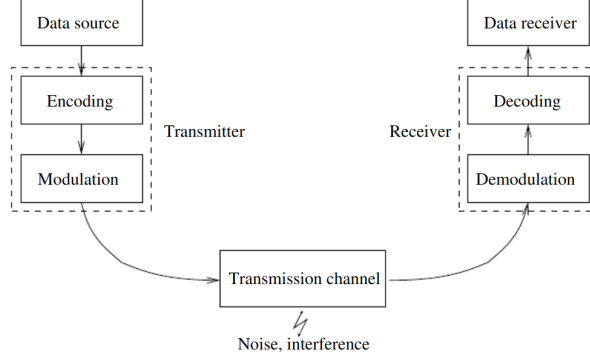 Data source
Data receiver
Encoding
Transmitter
Receiver
Decoding
Modulation
Demodulation
Transmission channel
Noise, interference